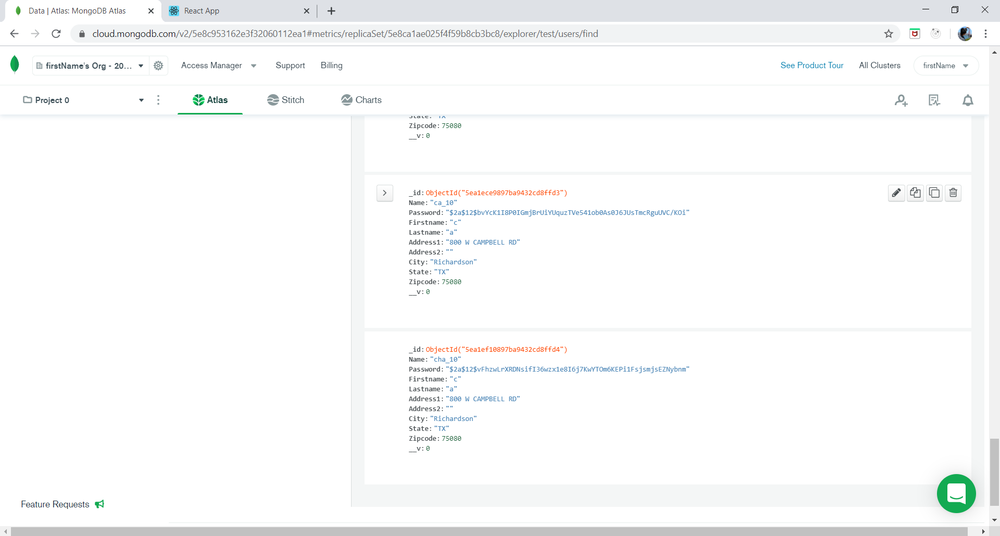 Data | Atlas: MongoDB Atlas
React App
cloud.mongodb.com/v2/5e8c953162e3f32060112ea1#metrics/replicaSet/5e8ca1ae025f4f59b8cb3bc8/explorer/test/users/find
firstName's Org - 20...
Access Manager
Support
Billing
See Product Tour
All Clusters
firstName
Project 0
Atlas
Stitch
Charts
State: "TX"
Zipcode: 75080
__v: 0
_id: ObjectId("5ea1ece9897ba9432cd8ffd3")
Name: "ca_10"
Password: "$2a$12$bvYcK1I8P0IGmjBrUiYUquzTVe541ob0As0J6JUsTmcRguUVC/KOi"
Firstname: "c"
Lastname: "a"
Address1: "800 W CAMPBELL RD"
Address2: ""
City: "Richardson"
State: "TX"
Zipcode: 75080
__v: 0
_id: ObjectId("5ea1ef10897ba9432cd8ffd4")
Name: "cha_10"
Password: "$2a$12$vFhzwLrXRDNsifI36wzx1e8I6j7KwYTOm6KEPi1FsjsmjsEZNybnm"
Firstname: "c"
Lastname: "a"
Address1: "800 W CAMPBELL RD"
Address2: ""
City: "Richardson"
State: "TX"
Zipcode: 75080
__v: 0
Feature Requests